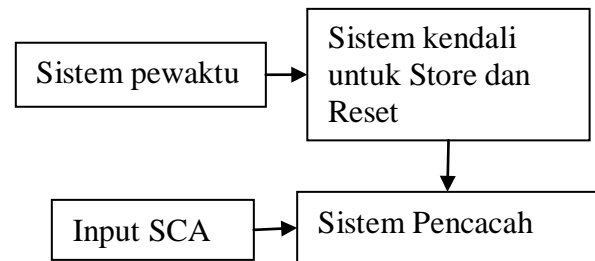 Sistem pewaktu
Sistem kendali
untuk Store dan
Reset
Input SCA
Sistem Pencacah